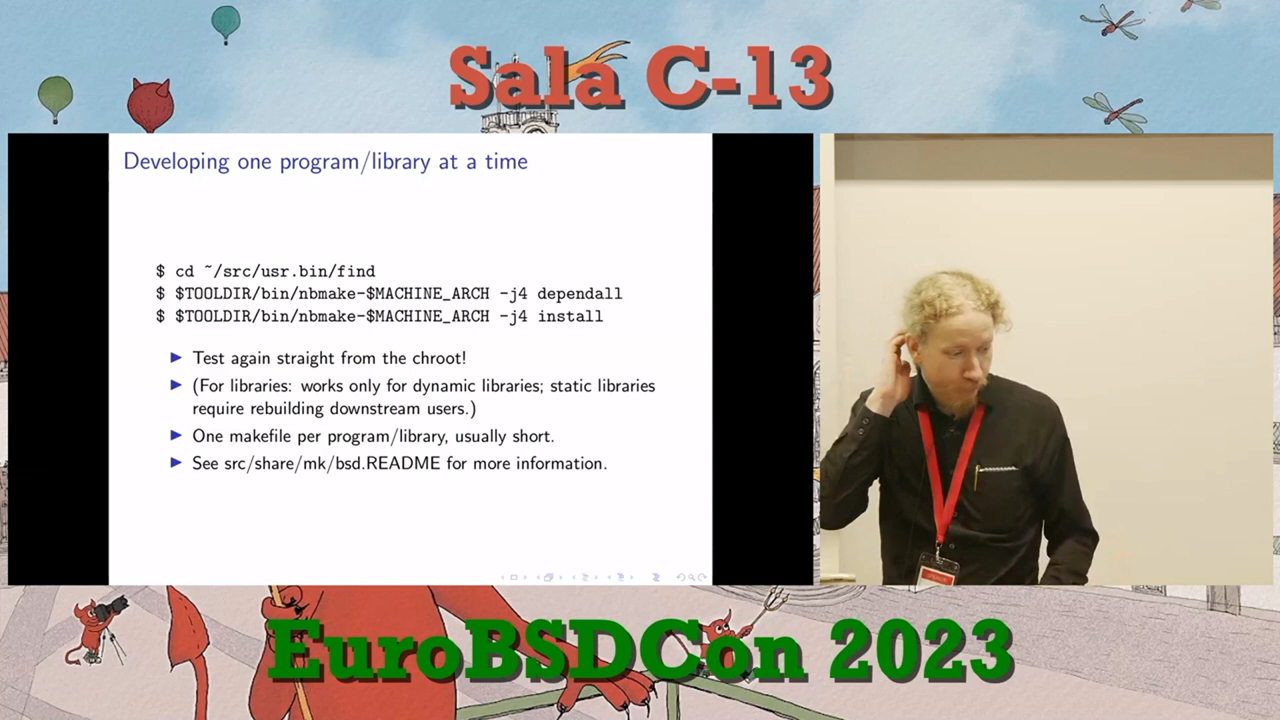 Sala C-13
Developing one program/library at a time
$ cd ~/src/usr.bin/find
$ $TOOLDIR/bin/nbmake-$MACHINE_ARCH -j4 dependall
$ $TOOLDIR/bin/nbmake-$MACHINE_ARCH -j4 install
Test again straight from the chroot!
(For libraries: works only for dynamic libraries; static libraries
require rebuilding downstream users.)
One makefile per program/library, usually short.
See src/share/mk/bsd.README for more information.
EuroBSDCon 2023